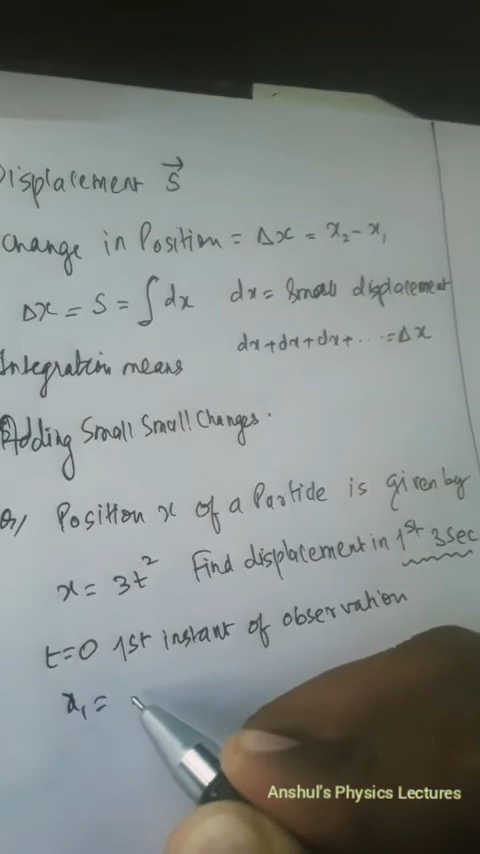 Displacement S⃗
Change in Position = Δx = x₂ - x₁
Δx = S = ∫dx dx = Small displacement
Integration means dx+dx+dx+...=Δx
Adding Small Small Changes.
Q/ Position x of a Particle is given by
x = 3t² Find displacement in 1st 3sec
t=0 1st instant of observation
x₁ =
Anshul's Physics Lectures